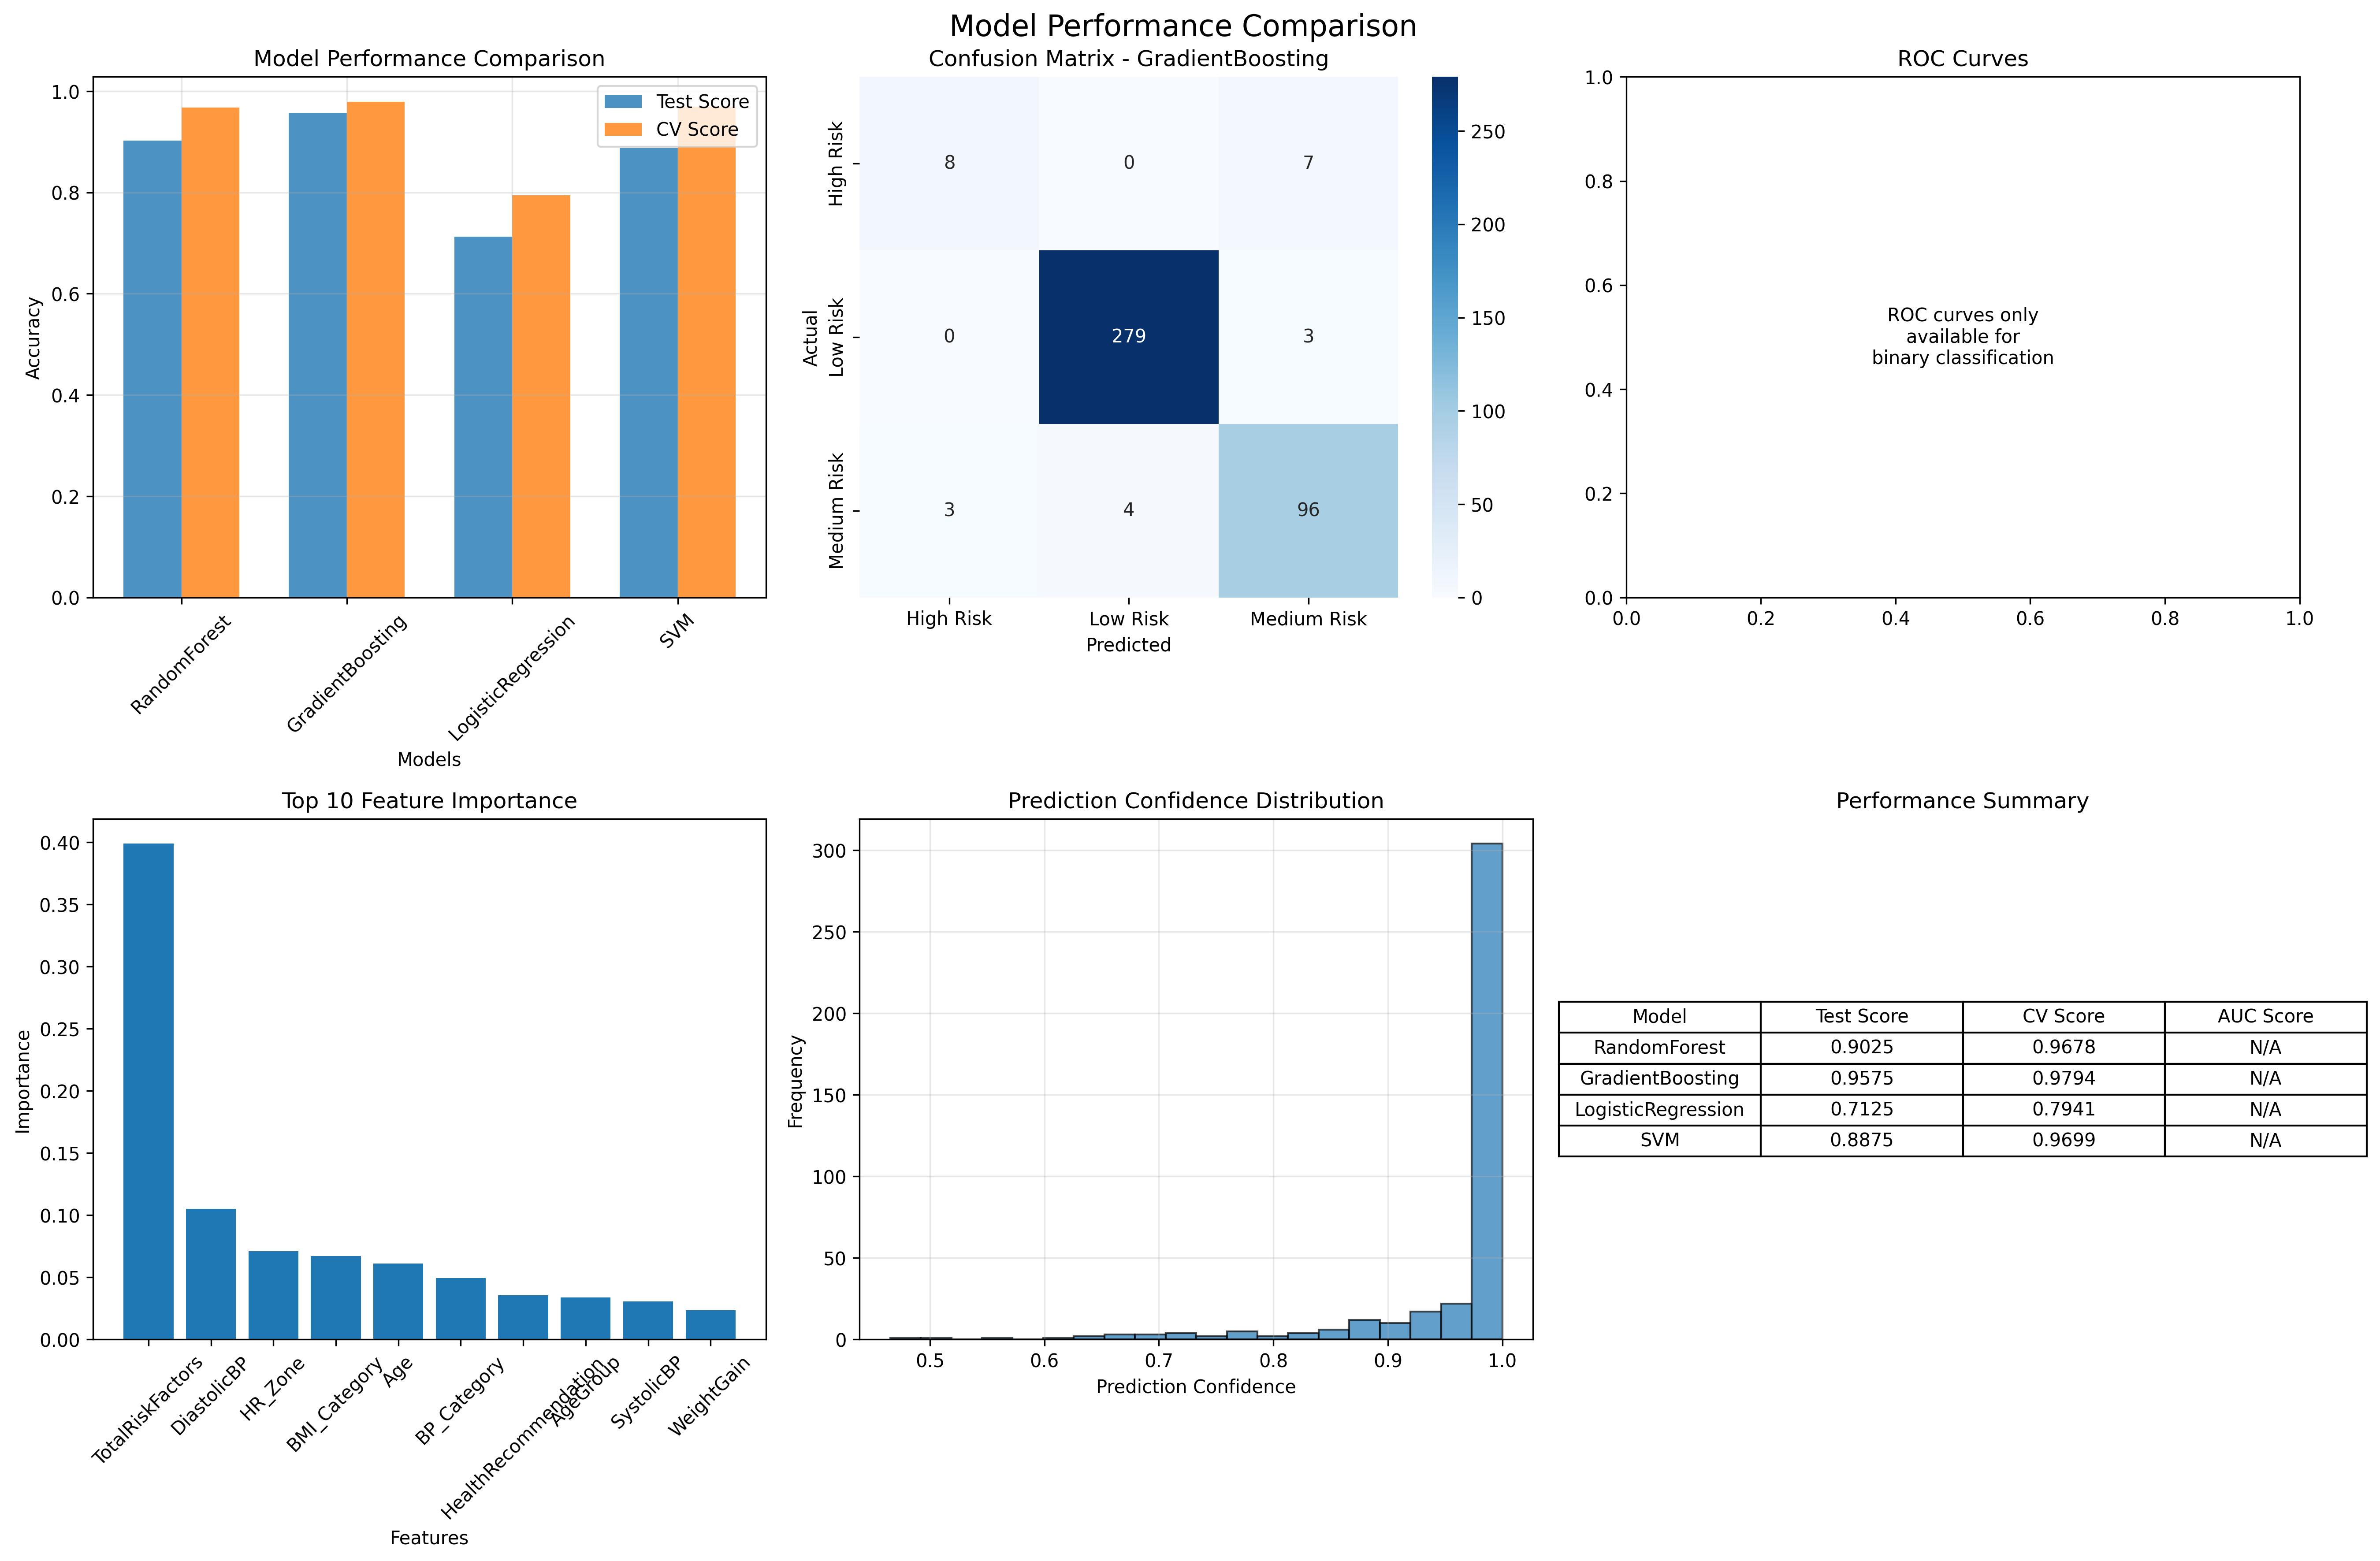 Model Performance Comparison
Model Performance Comparison
1.0
0.8
0.6
0.4
0.2
0.0
Accuracy
Test Score
CV Score
RandomForest
GradientBoosting
LogisticRegression
SVM
Models
Confusion Matrix - GradientBoosting
Actual
High Risk
Low Risk
Medium Risk
8 0 7
0 279 3
3 4 96
High Risk Low Risk Medium Risk
Predicted
250
200
150
100
50
0
ROC Curves
1.0
0.8
0.6
0.4
0.2
0.0
ROC curves only
available for
binary classification
0.0 0.2 0.4 0.6 0.8 1.0
Top 10 Feature Importance
0.40
0.35
0.30
0.25
0.20
0.15
0.10
0.05
0.00
Importance
TotalRiskFactors
DiastolicBP
HR_Zone
BMI_Category
Age
BP_Category
HealthRecommendation
AgeGroup
SystolicBP
WeightGain
Features
Prediction Confidence Distribution
300
250
200
150
100
50
0
Frequency
0.5 0.6 0.7 0.8 0.9 1.0
Prediction Confidence
Performance Summary
Model Test Score CV Score AUC Score
RandomForest 0.9025 0.9678 N/A
GradientBoosting 0.9575 0.9794 N/A
LogisticRegression 0.7125 0.7941 N/A
SVM 0.8875 0.9699 N/A